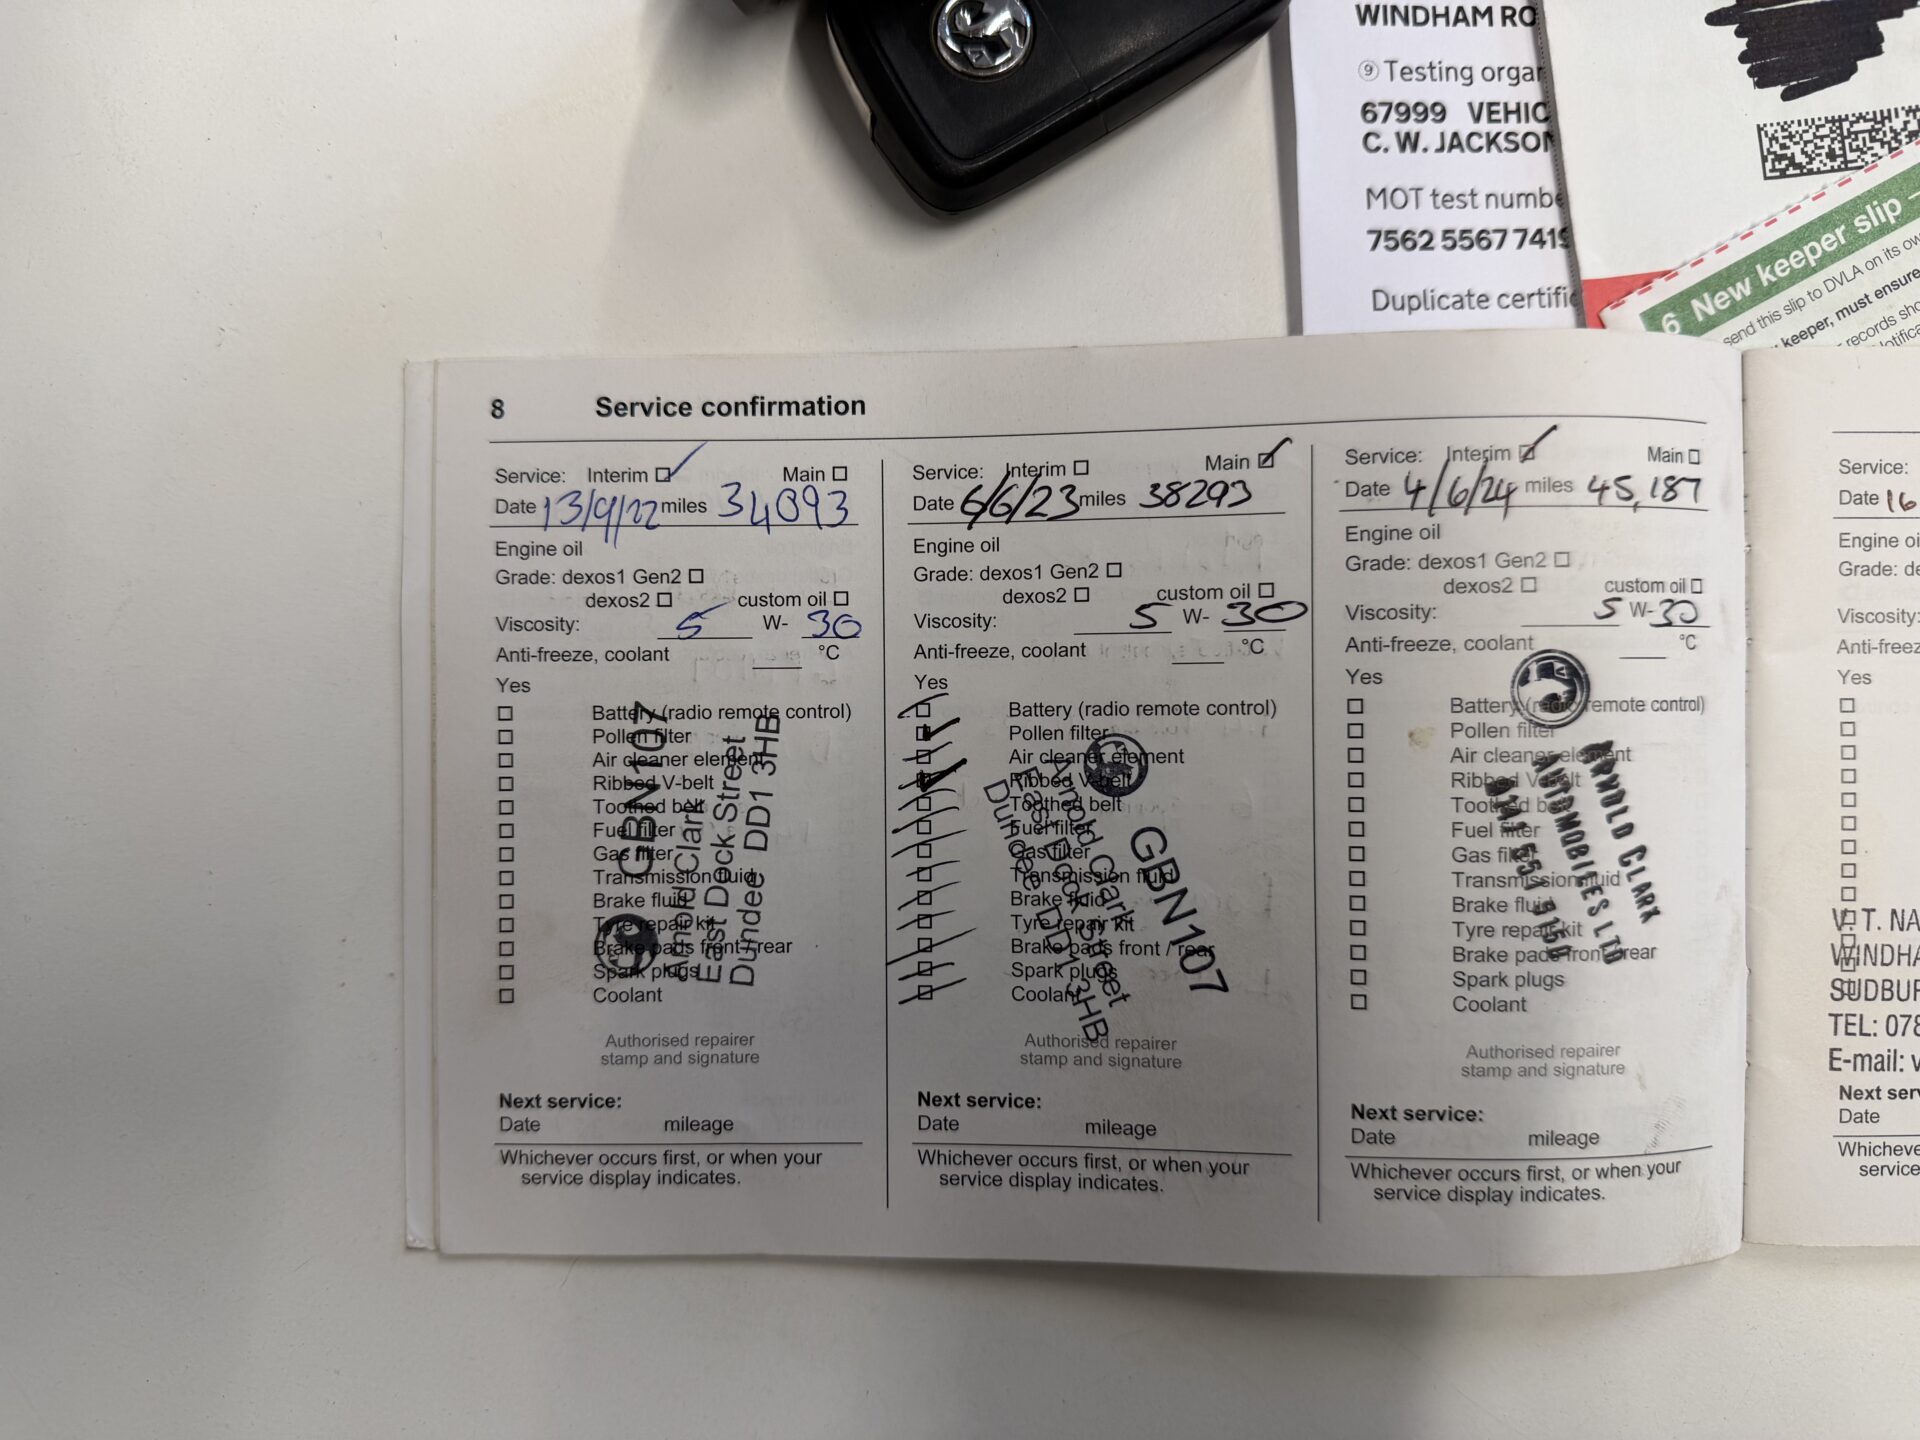 WINDHAM RO
9 Testing organ
67999 VEHIC
C. W. JACKSON
MOT test numbe
7562 5567 7419
Duplicate certific
6 New keeper slip –
send this slip to DVLA on its ow
keeper, must ensure
records sho
8 Service confirmation
Service: Interim Main
Date 13/9/22 miles 34093
Engine oil
Grade: dexos1 Gen2
dexos2 custom oil
Viscosity: 5 W- 30
Anti-freeze, coolant °C
Yes
Battery (radio remote control)
Pollen filter
Air cleaner element
Ribbed V-belt
Toothed belt
Fuel filter
Gas filter
Transmission fluid
Brake fluid
Tyre repair kit
Brake pads front / rear
Spark plugs
Coolant
GBN107
Arnold Clark
East Dock Street
Dundee DD1 3HB
Authorised repairer
stamp and signature
Next service:
Date mileage
Whichever occurs first, or when your
service display indicates.
Service: Interim Main
Date 6/6/23 miles 38293
Engine oil
Grade: dexos1 Gen2
dexos2 custom oil
Viscosity: 5 W- 30
Anti-freeze, coolant °C
Yes
Battery (radio remote control)
Pollen filter
Air cleaner element
Ribbed V-belt
Toothed belt
Fuel filter
Gas filter
Transmission fluid
Brake fluid
Tyre repair kit
Brake pads front / rear
Spark plugs
Coolant
GBN107
Arnold Clark
East Dock Street
Dundee DD1 3HB
Authorised repairer
stamp and signature
Next service:
Date mileage
Whichever occurs first, or when your
service display indicates.
Service: Interim Main
Date 4/6/24 miles 45,187
Engine oil
Grade: dexos1 Gen2
dexos2 custom oil
Viscosity: 5 W-30
Anti-freeze, coolant °C
Yes
Battery (radio remote control)
Pollen filter
Air cleaner element
Ribbed V-belt
Toothed belt
Fuel filter
Gas filter
Transmission fluid
Brake fluid
Tyre repair kit
Brake pads front / rear
Spark plugs
Coolant
ARNOLD CLARK
AUTOMOBILES LTD
Authorised repairer
stamp and signature
Next service:
Date mileage
Whichever occurs first, or when your
service display indicates.
Service:
Date 16
Engine oi
Grade: de
Viscosity:
Anti-freez
Yes
V. T. NA
WINDHA
SUDBUR
TEL: 078
E-mail: v
Next serv
Date
Whicheve
service